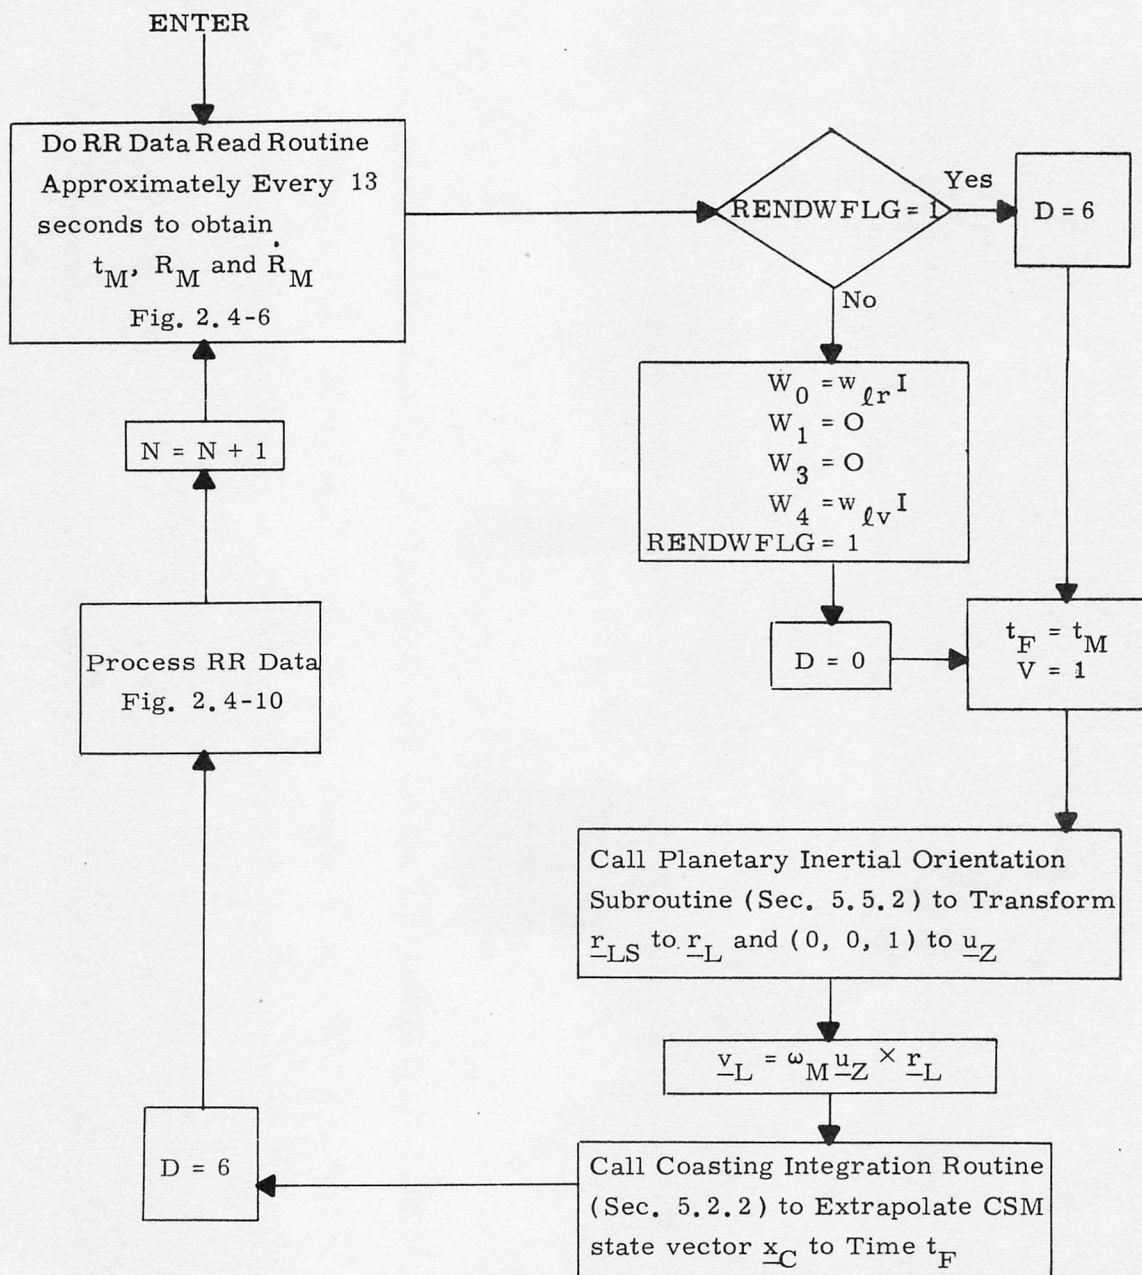 ENTER
Do RR Data Read Routine
Approximately Every 13
seconds to obtain
t_M, R_M and Ṙ_M
Fig. 2.4-6
RENDWFLG = 1
Yes
D = 6
No
W_0 = w_ℓr I
W_1 = O
W_3 = O
W_4 = w_ℓv I
RENDWFLG = 1
D = 0
t_F = t_M
V = 1
Call Planetary Inertial Orientation
Subroutine (Sec. 5.5.2) to Transform
r_LS to r_L and (0, 0, 1) to u_Z
v_L = ω_M u_Z × r_L
Call Coasting Integration Routine
(Sec. 5.2.2) to Extrapolate CSM
state vector x_C to Time t_F
D = 6
Process RR Data
Fig. 2.4-10
N = N + 1